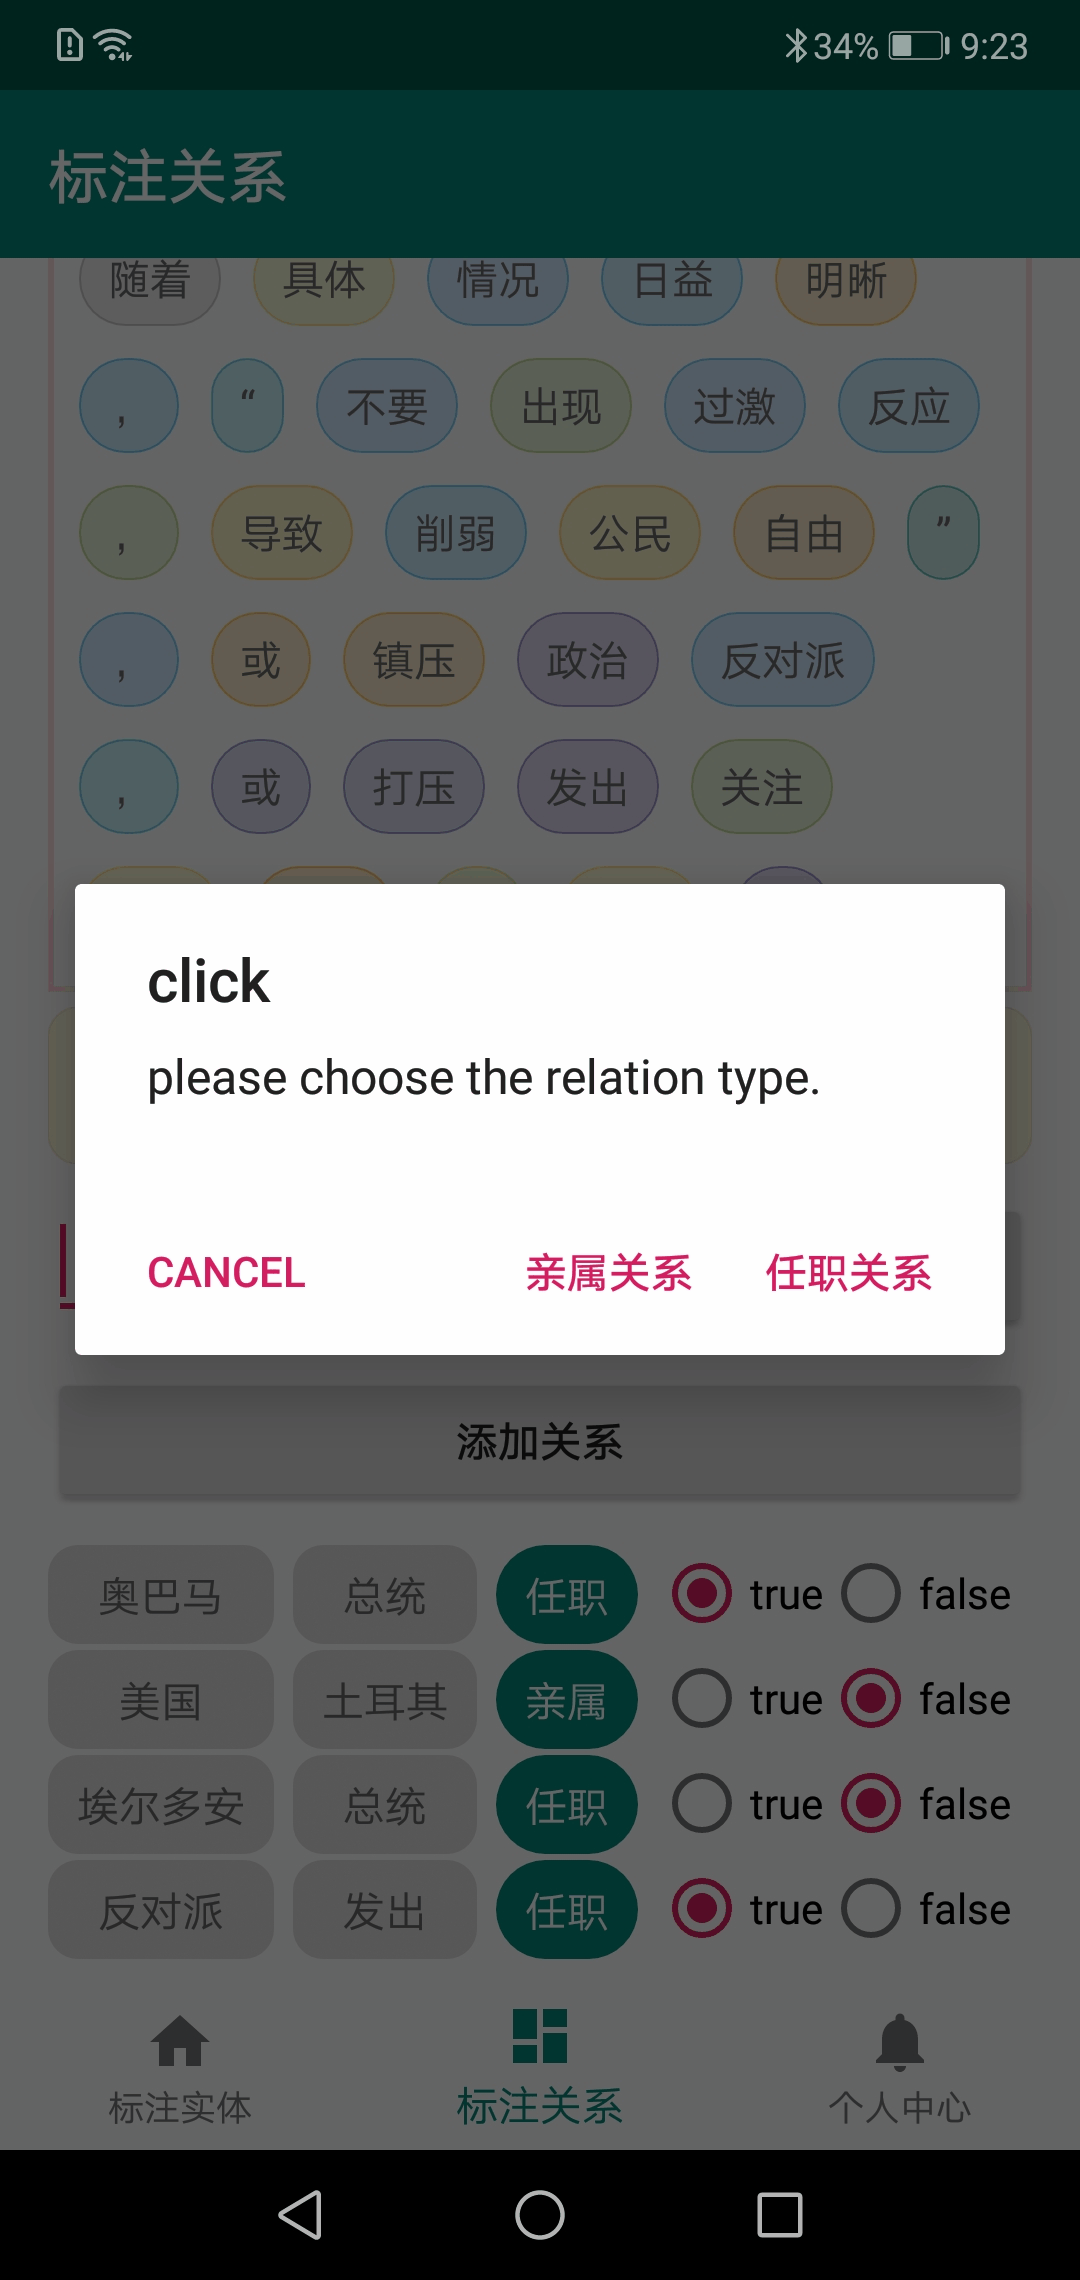 34% 9:23
标注关系
随着 具体 情况 日益 明晰
, “ 不要 出现 过激 反应
, 导致 削弱 公民 自由 ”
, 或 镇压 政治 反对派
, 或 打压 发出 关注
click
please choose the relation type.
CANCEL 亲属关系 任职关系
添加关系
奥巴马 总统 任职 true false
美国 土耳其 亲属 true false
埃尔多安 总统 任职 true false
反对派 发出 任职 true false
标注实体 标注关系 个人中心